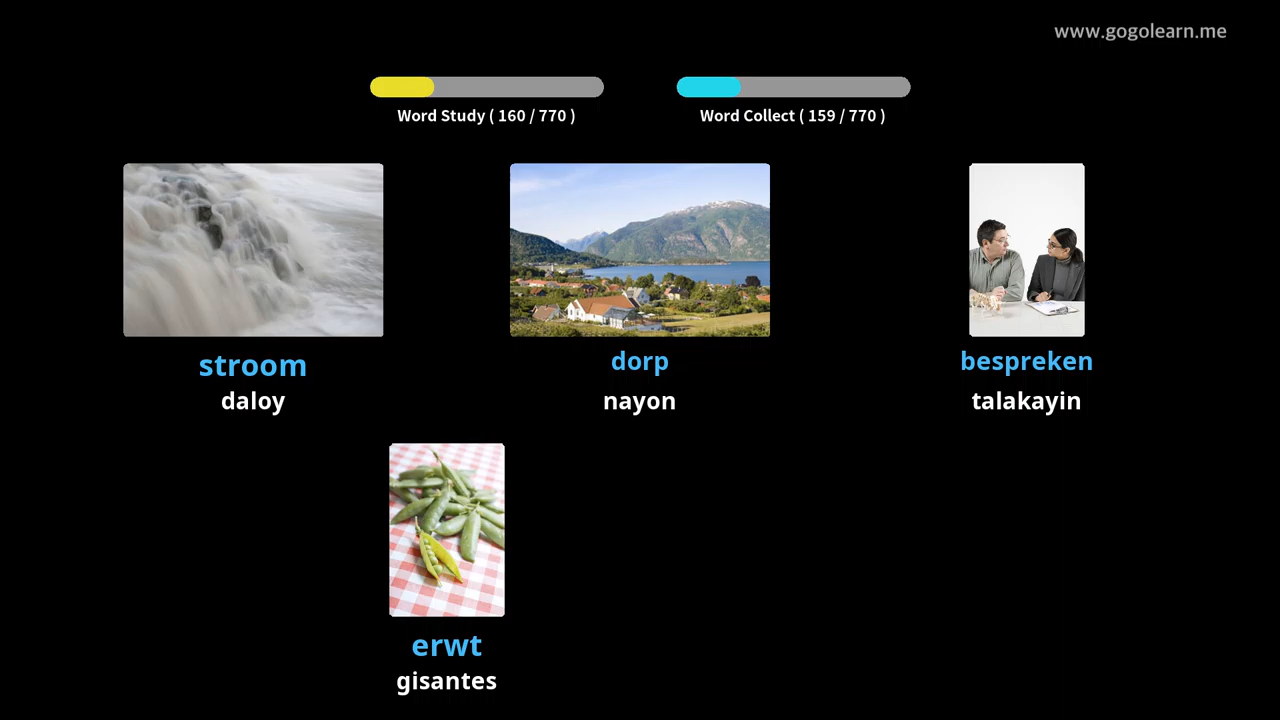 www.gogolearn.me
Word Study ( 160 / 770 )
Word Collect ( 159 / 770 )
stroom
daloy
dorp
nayon
bespreken
talakayin
erwt
gisantes